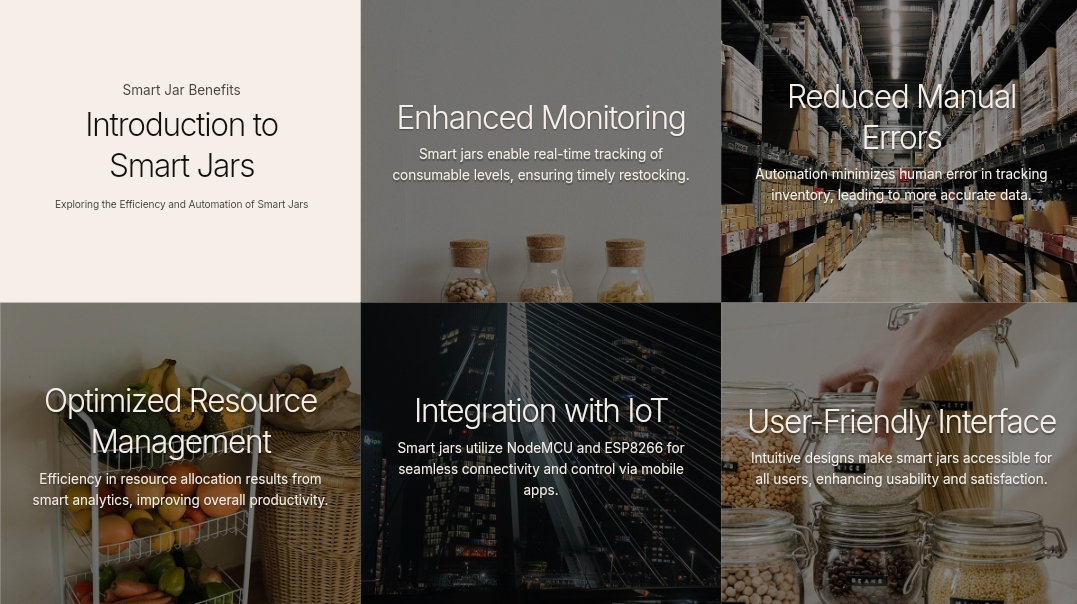 Smart Jar Benefits
Introduction to
Smart Jars
Exploring the Efficiency and Automation of Smart Jars
Enhanced Monitoring
Smart jars enable real-time tracking of
consumable levels, ensuring timely restocking.
Reduced Manual
Errors
Automation minimizes human error in tracking
inventory, leading to more accurate data.
Optimized Resource
Management
Efficiency in resource allocation results from
smart analytics, improving overall productivity.
Integration with IoT
Smart jars utilize NodeMCU and ESP8266 for
seamless connectivity and control via mobile
apps.
User-Friendly Interface
Intuitive designs make smart jars accessible for
all users, enhancing usability and satisfaction.
RICE
BEANS